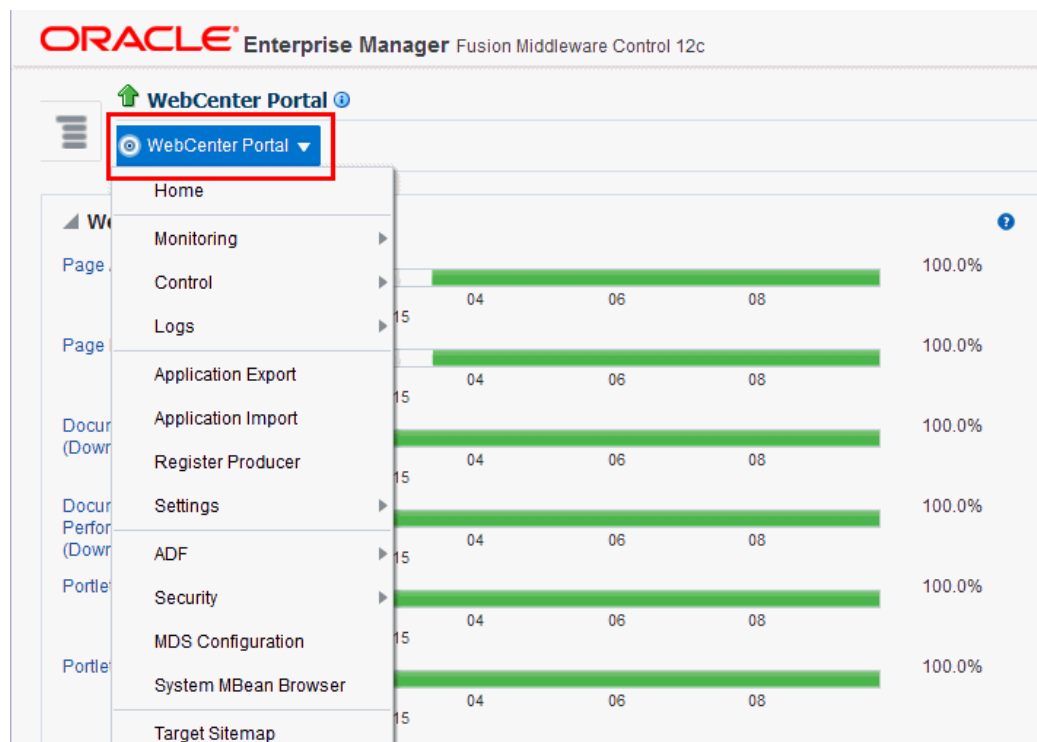 ORACLE Enterprise Manager Fusion Middleware Control 12c
WebCenter Portal
WebCenter Portal
Home
Monitoring
Control
Logs
Application Export
Application Import
Register Producer
Settings
ADF
Security
MDS Configuration
System MBean Browser
Target Sitemap
Page
100.0%
04 06 08
15
Page
100.0%
04 06 08
15
100.0%
04 06 08
15
100.0%
04 06 08
15
100.0%
04 06 08
15
100.0%
04 06 08
15